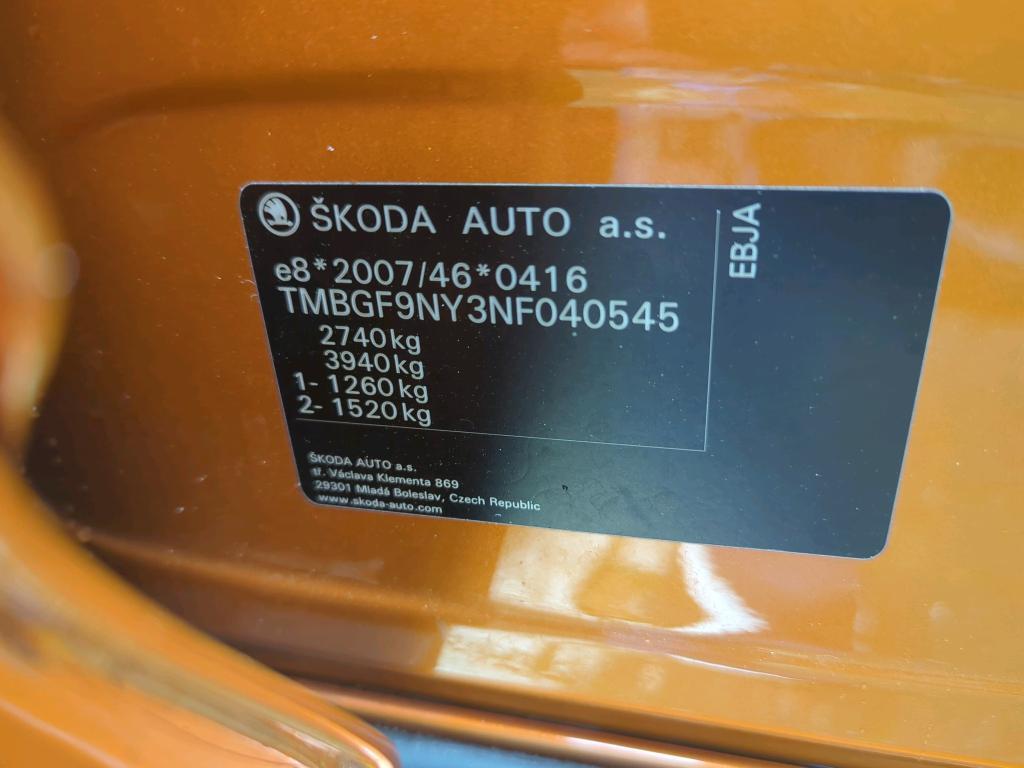 ŠKODA AUTO a.s.
e8*2007/46*0416
TMBGF9NY3NF040545
2740kg
3940kg
1- 1260kg
2- 1520kg
ŠKODA AUTO a.s.
tř. Václava Klementa 869
29301 Mladá Boleslav, Czech Republic
www.skoda-auto.com
EBJA